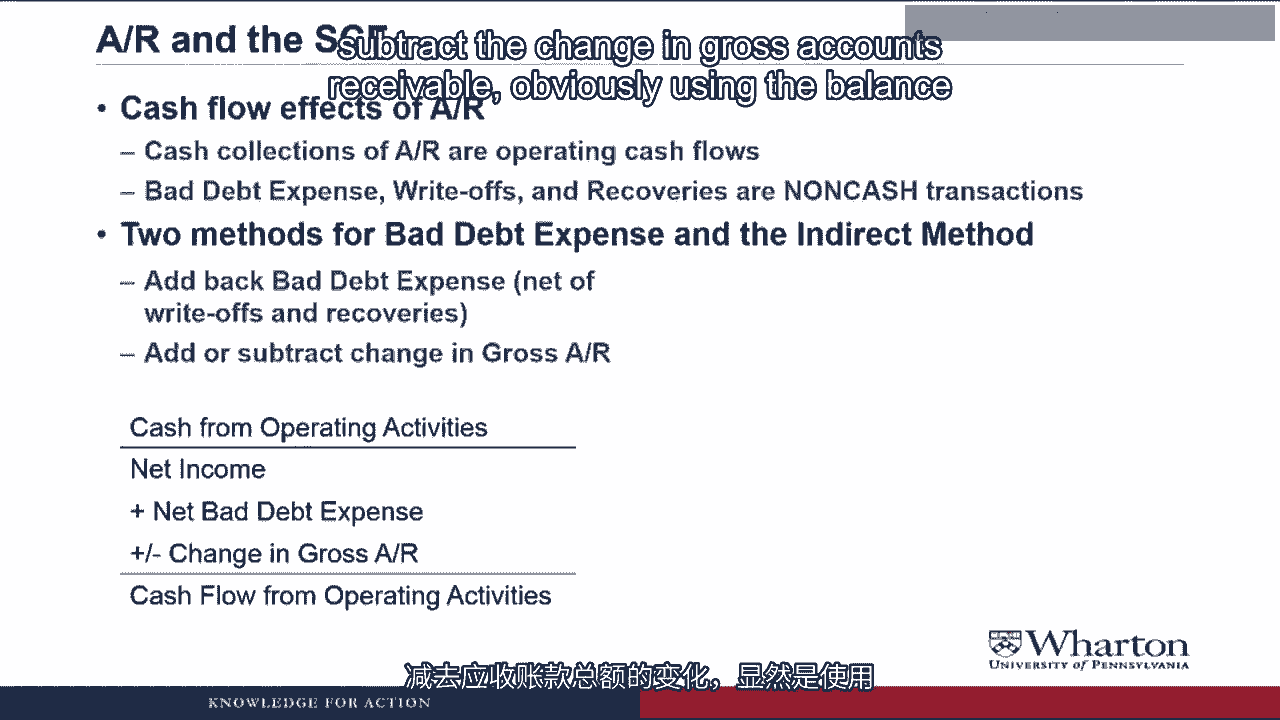 A/R and the SCF
subtract the change in gross accounts
receivable, obviously using the balance
• Cash flow effects of A/R
– Cash collections of A/R are operating cash flows
– Bad Debt Expense, Write-offs, and Recoveries are NONCASH transactions
• Two methods for Bad Debt Expense and the Indirect Method
– Add back Bad Debt Expense (net of
write-offs and recoveries)
– Add or subtract change in Gross A/R
Cash from Operating Activities
Net Income
+ Net Bad Debt Expense
+/- Change in Gross A/R
Cash Flow from Operating Activities
Wharton
UNIVERSITY of PENNSYLVANIA
减去应收账款总额的变化，显然是使用
KNOWLEDGE FOR ACTION